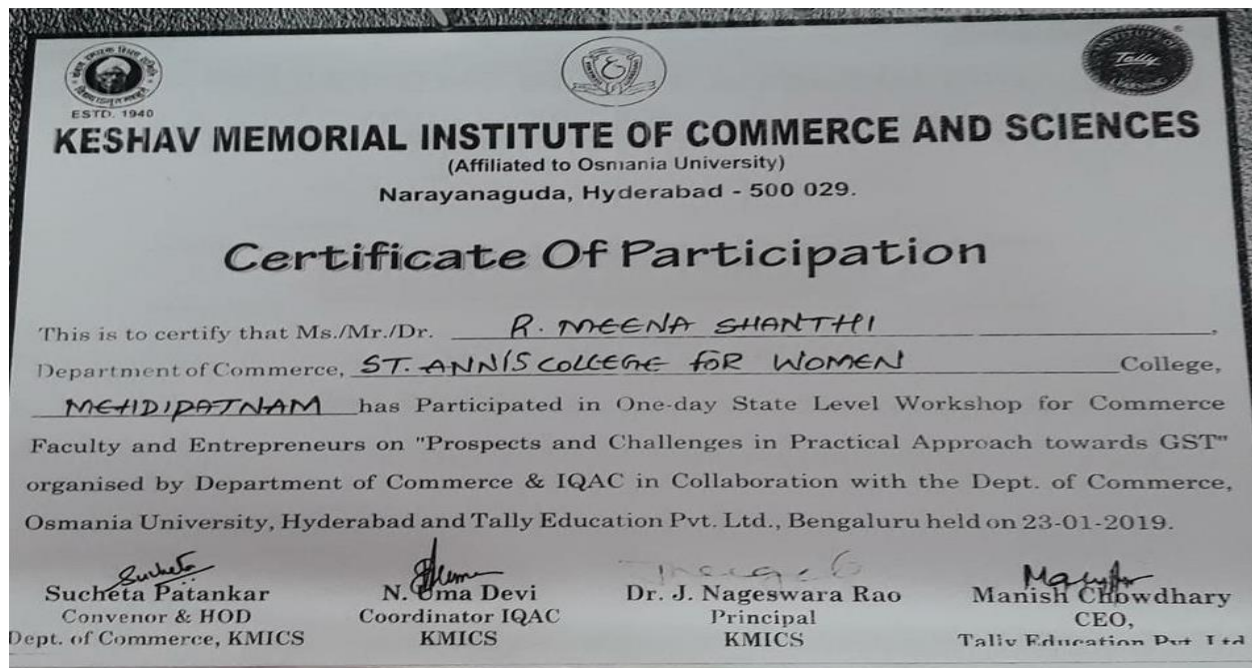 ESTD. 1940
Tally
KESHAV MEMORIAL INSTITUTE OF COMMERCE AND SCIENCES
(Affiliated to Osmania University)
Narayanaguda, Hyderabad - 500 029.
Certificate Of Participation
This is to certify that Ms./Mr./Dr. R. MEENA SHANTHI,
Department of Commerce, ST. ANN'S COLLEGE FOR WOMEN College,
MEHDIPATNAM has Participated in One-day State Level Workshop for Commerce
Faculty and Entrepreneurs on "Prospects and Challenges in Practical Approach towards GST"
organised by Department of Commerce & IQAC in Collaboration with the Dept. of Commerce,
Osmania University, Hyderabad and Tally Education Pvt. Ltd., Bengaluru held on 23-01-2019.
Sucheta
Sucheta Patankar N. Uma Devi Dr. J. Nageswara Rao Manish Chowdhary
Convenor & HOD Coordinator IQAC Principal CEO,
Dept. of Commerce, KMICS KMICS KMICS Tally Education Pvt. Ltd